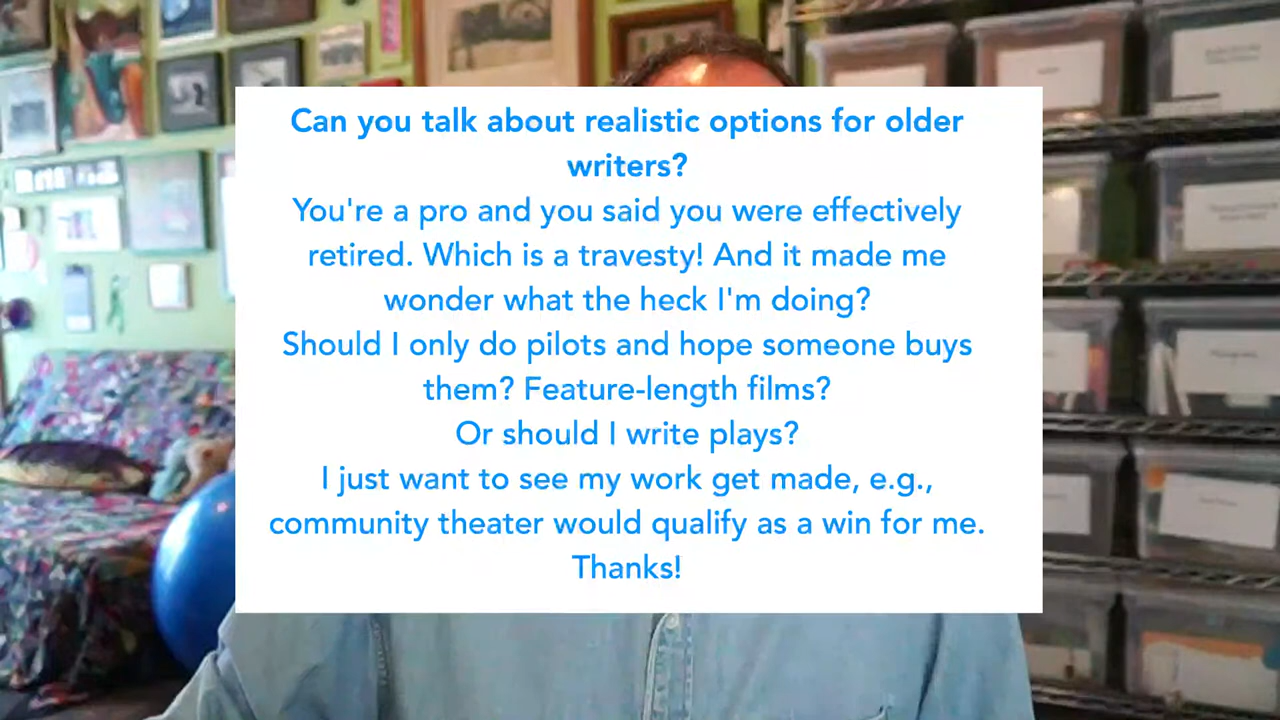 Can you talk about realistic options for older
writers?
You're a pro and you said you were effectively
retired. Which is a travesty! And it made me
wonder what the heck I'm doing?
Should I only do pilots and hope someone buys
them? Feature-length films?
Or should I write plays?
I just want to see my work get made, e.g.,
community theater would qualify as a win for me.
Thanks!